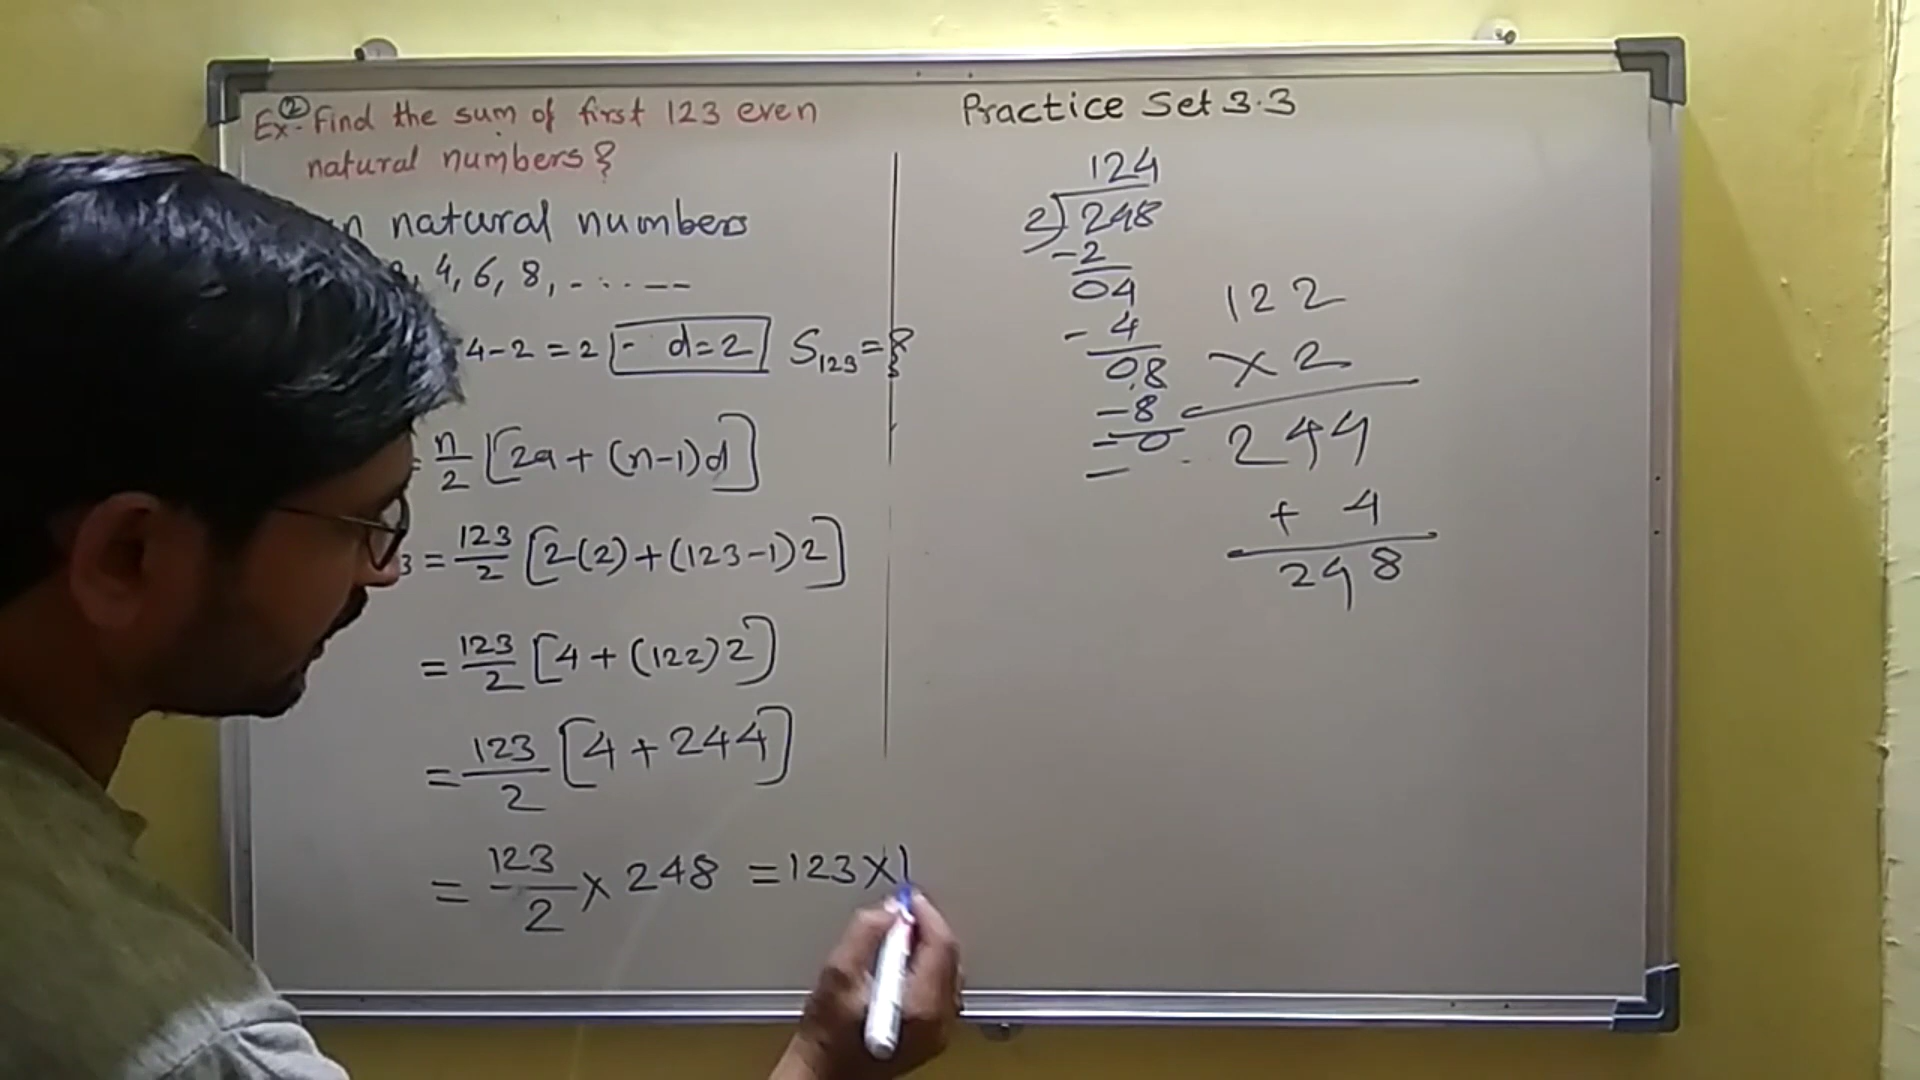 Ex②:- Find the sum of first 123 even
natural numbers?
n natural numbers
, 4, 6, 8, - . . . - -
4-2 = 2 - d=2 S₁₂₃ = ?
= n/2 [2a + (n-1)d]
3 = 123/2 [2(2) + (123-1)2]
= 123/2 [4 + (122)2]
= 123/2 [4 + 244]
= 123/2 × 248 = 123×1
Practice Set 3.3
124
2)248
-2
04
- 4
08
-8
= 0
122
×2
244
+ 4
248